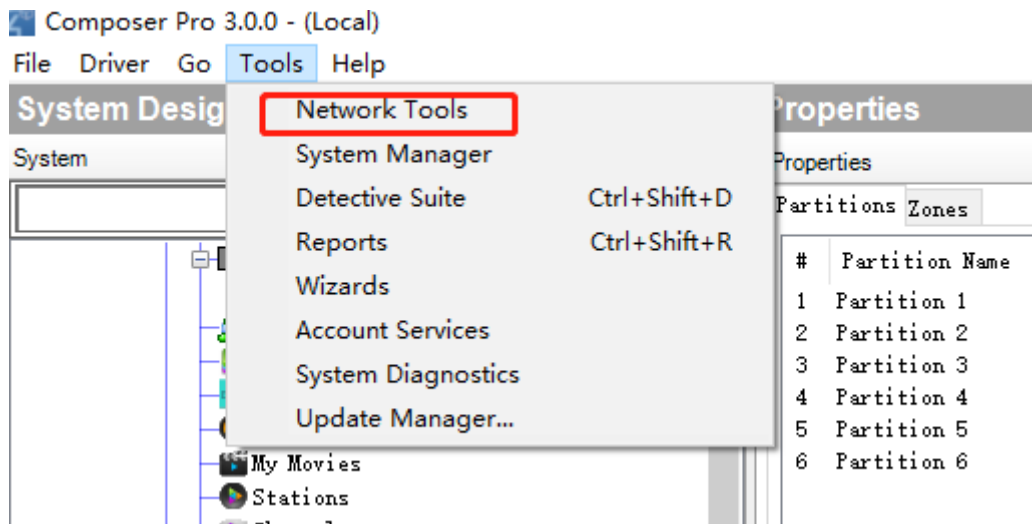 Composer Pro 3.0.0 - (Local)
File Driver Go Tools Help
System Desig
Properties
System
Properties
Network Tools
System Manager
Detective Suite Ctrl+Shift+D
Reports Ctrl+Shift+R
Wizards
Account Services
System Diagnostics
Update Manager...
Partitions Zones
# Partition Name
1 Partition 1
2 Partition 2
3 Partition 3
4 Partition 4
5 Partition 5
6 Partition 6
My Movies
Stations